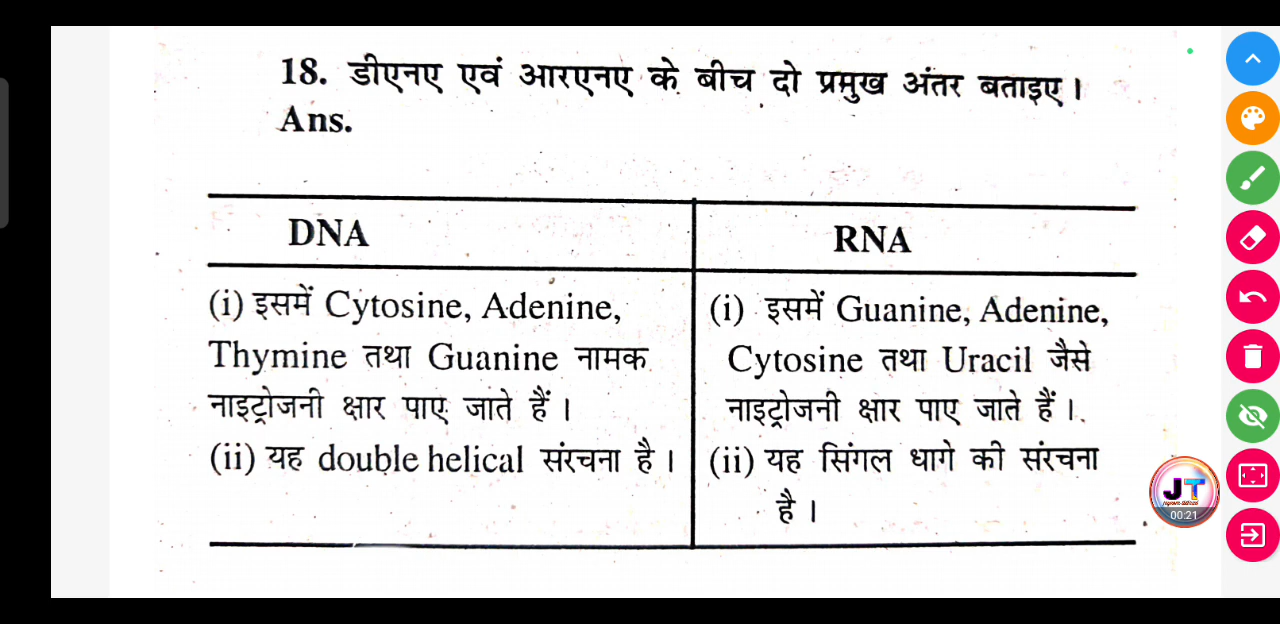 18. डीएनए एवं आरएनए के बीच दो प्रमुख अंतर बताइए।
Ans.
DNA
RNA
(i) इसमें Cytosine, Adenine,
Thymine तथा Guanine नामक
नाइट्रोजनी क्षार पाए जाते हैं।
(ii) यह double helical संरचना है।
(i) इसमें Guanine, Adenine,
Cytosine तथा Uracil जैसे
नाइट्रोजनी क्षार पाए जाते हैं।
(ii) यह सिंगल धागे की संरचना
है।
JT
00:21